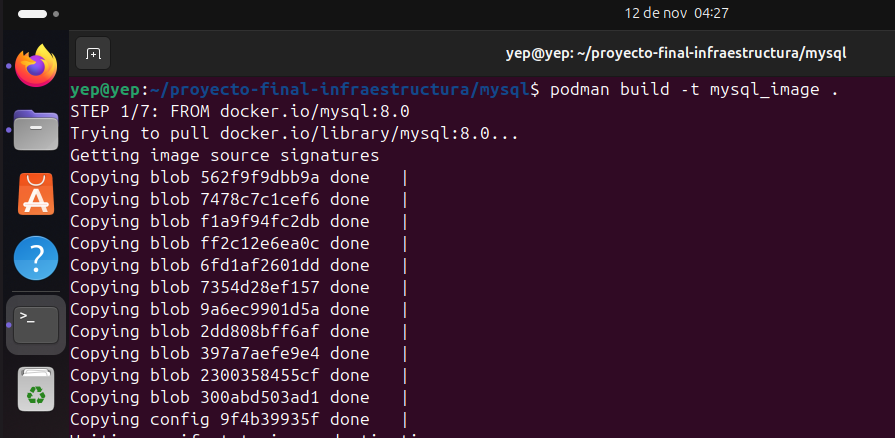 12 de nov 04:27
yep@yep: ~/proyecto-final-infraestructura/mysql
yep@yep:~/proyecto-final-infraestructura/mysql$ podman build -t mysql_image .
STEP 1/7: FROM docker.io/mysql:8.0
Trying to pull docker.io/library/mysql:8.0...
Getting image source signatures
Copying blob 562f9f9dbb9a done |
Copying blob 7478c7c1cef6 done |
Copying blob f1a9f94fc2db done |
Copying blob ff2c12e6ea0c done |
Copying blob 6fd1af2601dd done |
Copying blob 7354d28ef157 done |
Copying blob 9a6ec9901d5a done |
Copying blob 2dd808bff6af done |
Copying blob 397a7aefe9e4 done |
Copying blob 2300358455cf done |
Copying blob 300abd503ad1 done |
Copying config 9f4b39935f done |